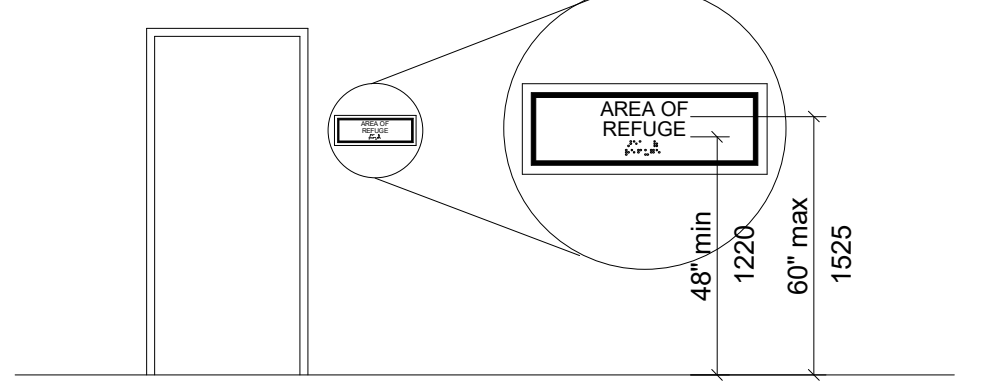 AREA OF
REFUGE
AREA OF
REFUGE
48" min
1220
60" max
1525